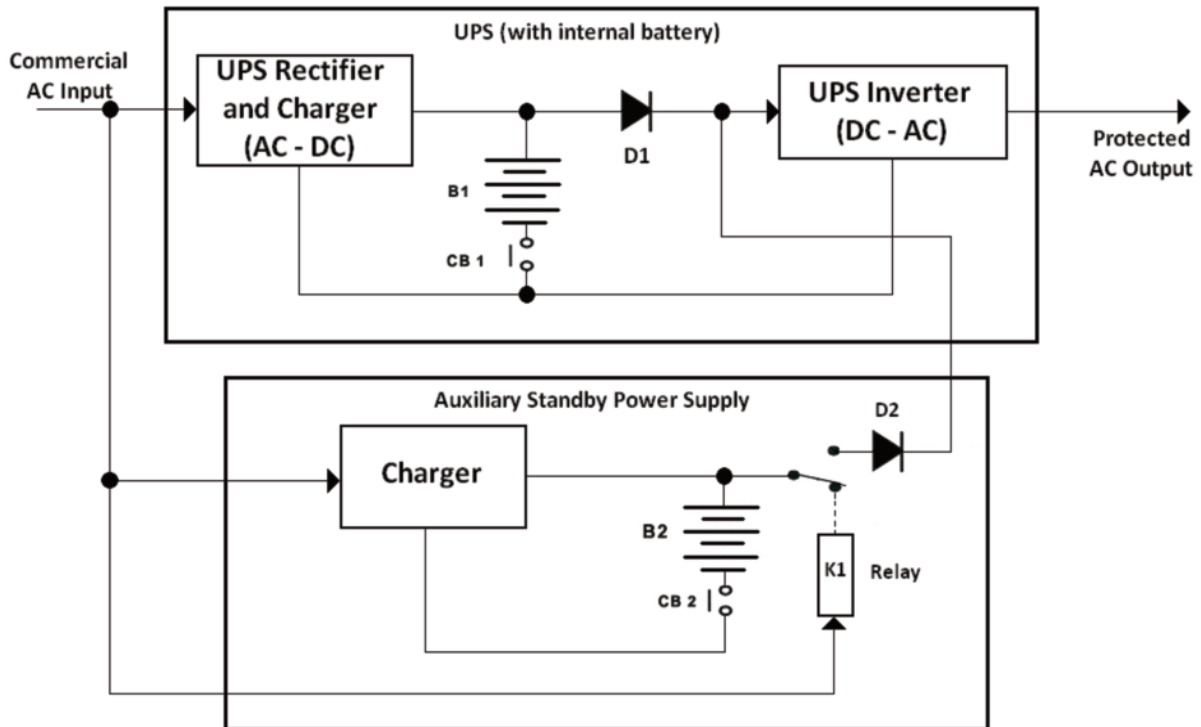 UPS (with internal battery)
Commercial
AC Input
UPS Rectifier
and Charger
(AC - DC)
UPS Inverter
(DC - AC)
Protected
AC Output
D1
B1
CB 1
Auxiliary Standby Power Supply
D2
Charger
B2
K1
Relay
CB 2